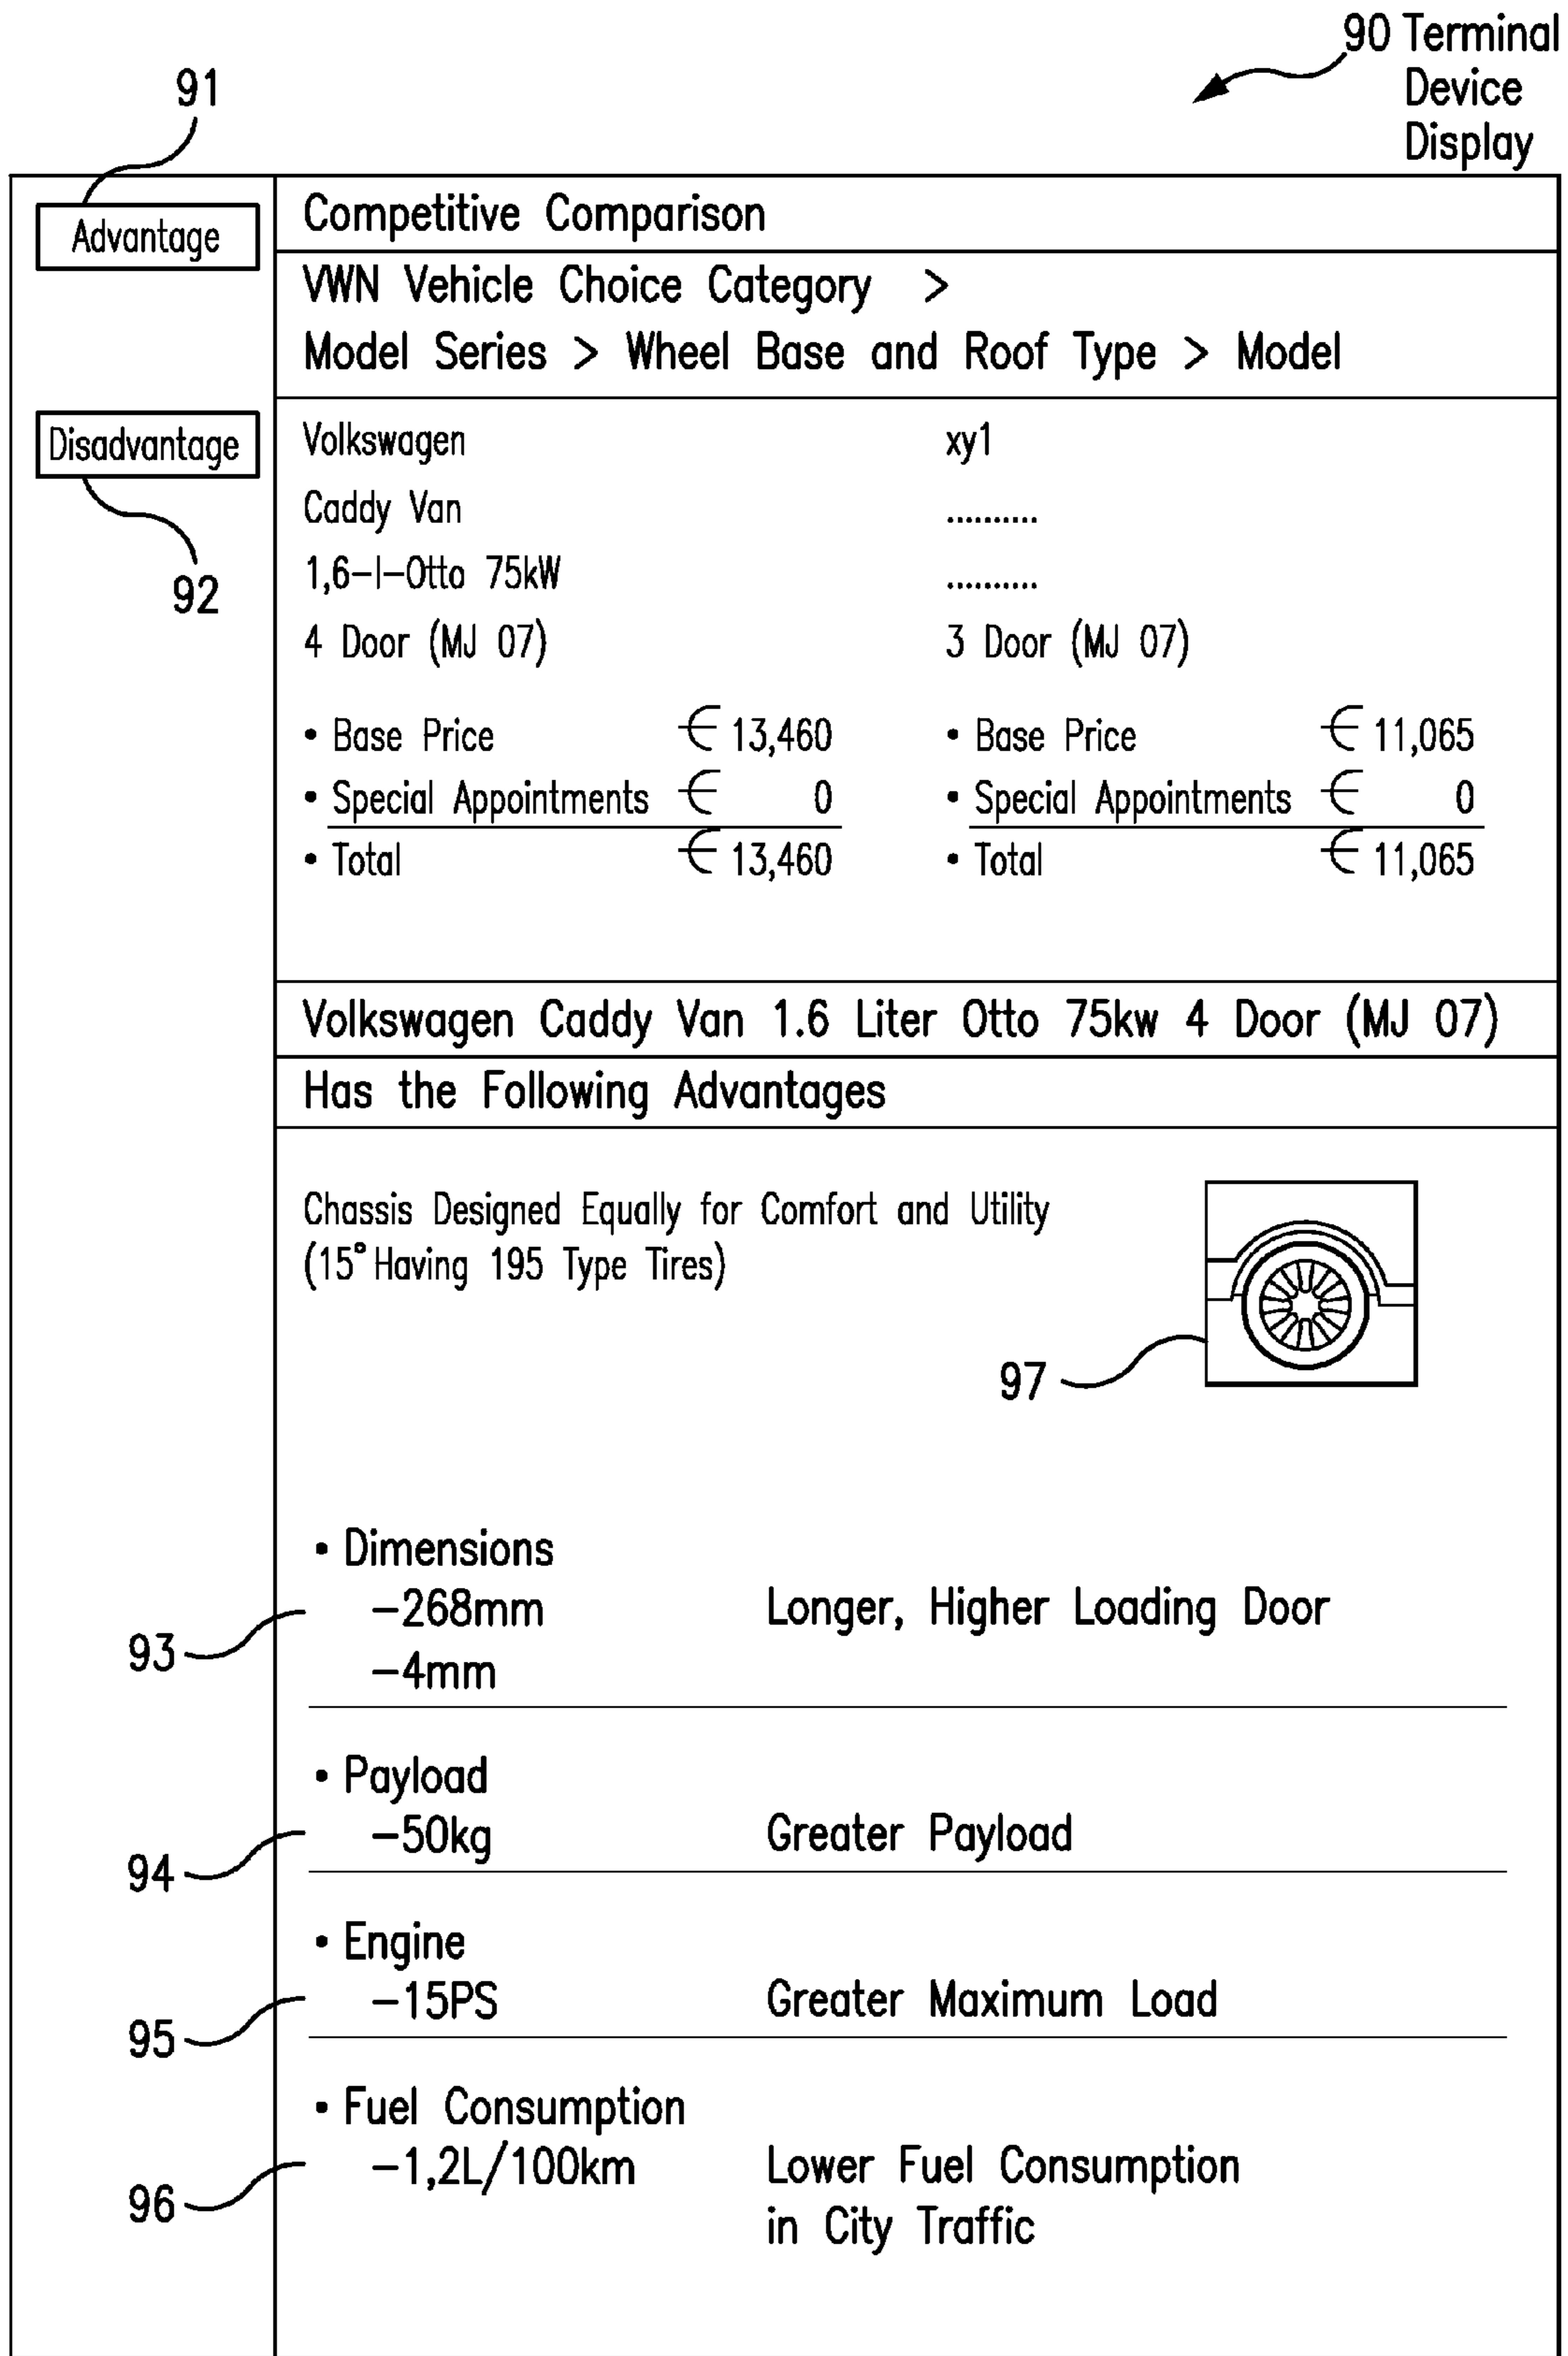 90 Terminal
Device
Display
91
Advantage
Competitive Comparison
VWN Vehicle Choice Category >
Model Series > Wheel Base and Roof Type > Model
Disadvantage
92
Volkswagen xy1
Caddy Van ..........
1,6-l-Otto 75kW ..........
4 Door (MJ 07) 3 Door (MJ 07)
• Base Price € 13,460 • Base Price € 11,065
• Special Appointments € 0 • Special Appointments € 0
• Total € 13,460 • Total € 11,065
Volkswagen Caddy Van 1.6 Liter Otto 75kw 4 Door (MJ 07)
Has the Following Advantages
Chassis Designed Equally for Comfort and Utility
(15° Having 195 Type Tires)
97
• Dimensions
93 -268mm Longer, Higher Loading Door
-4mm
• Payload
94 -50kg Greater Payload
• Engine
95 -15PS Greater Maximum Load
• Fuel Consumption
96 -1,2L/100km Lower Fuel Consumption
in City Traffic